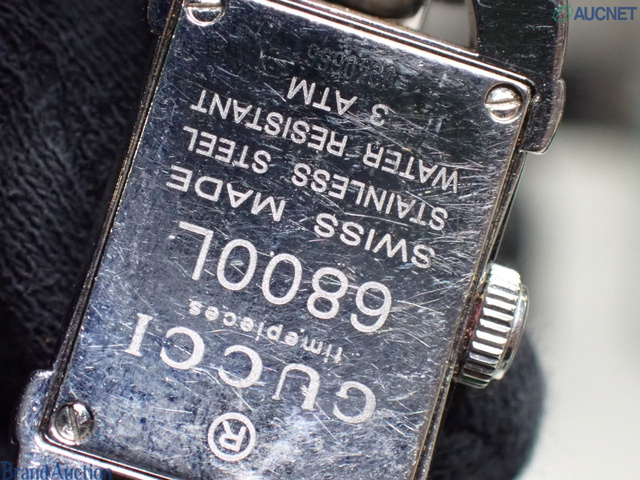 ®
GUCCI
timepieces
6800L
SWISS MADE
STAINLESS STEEL
WATER RESISTANT
3 ATM
AUCNET
BrandAuction